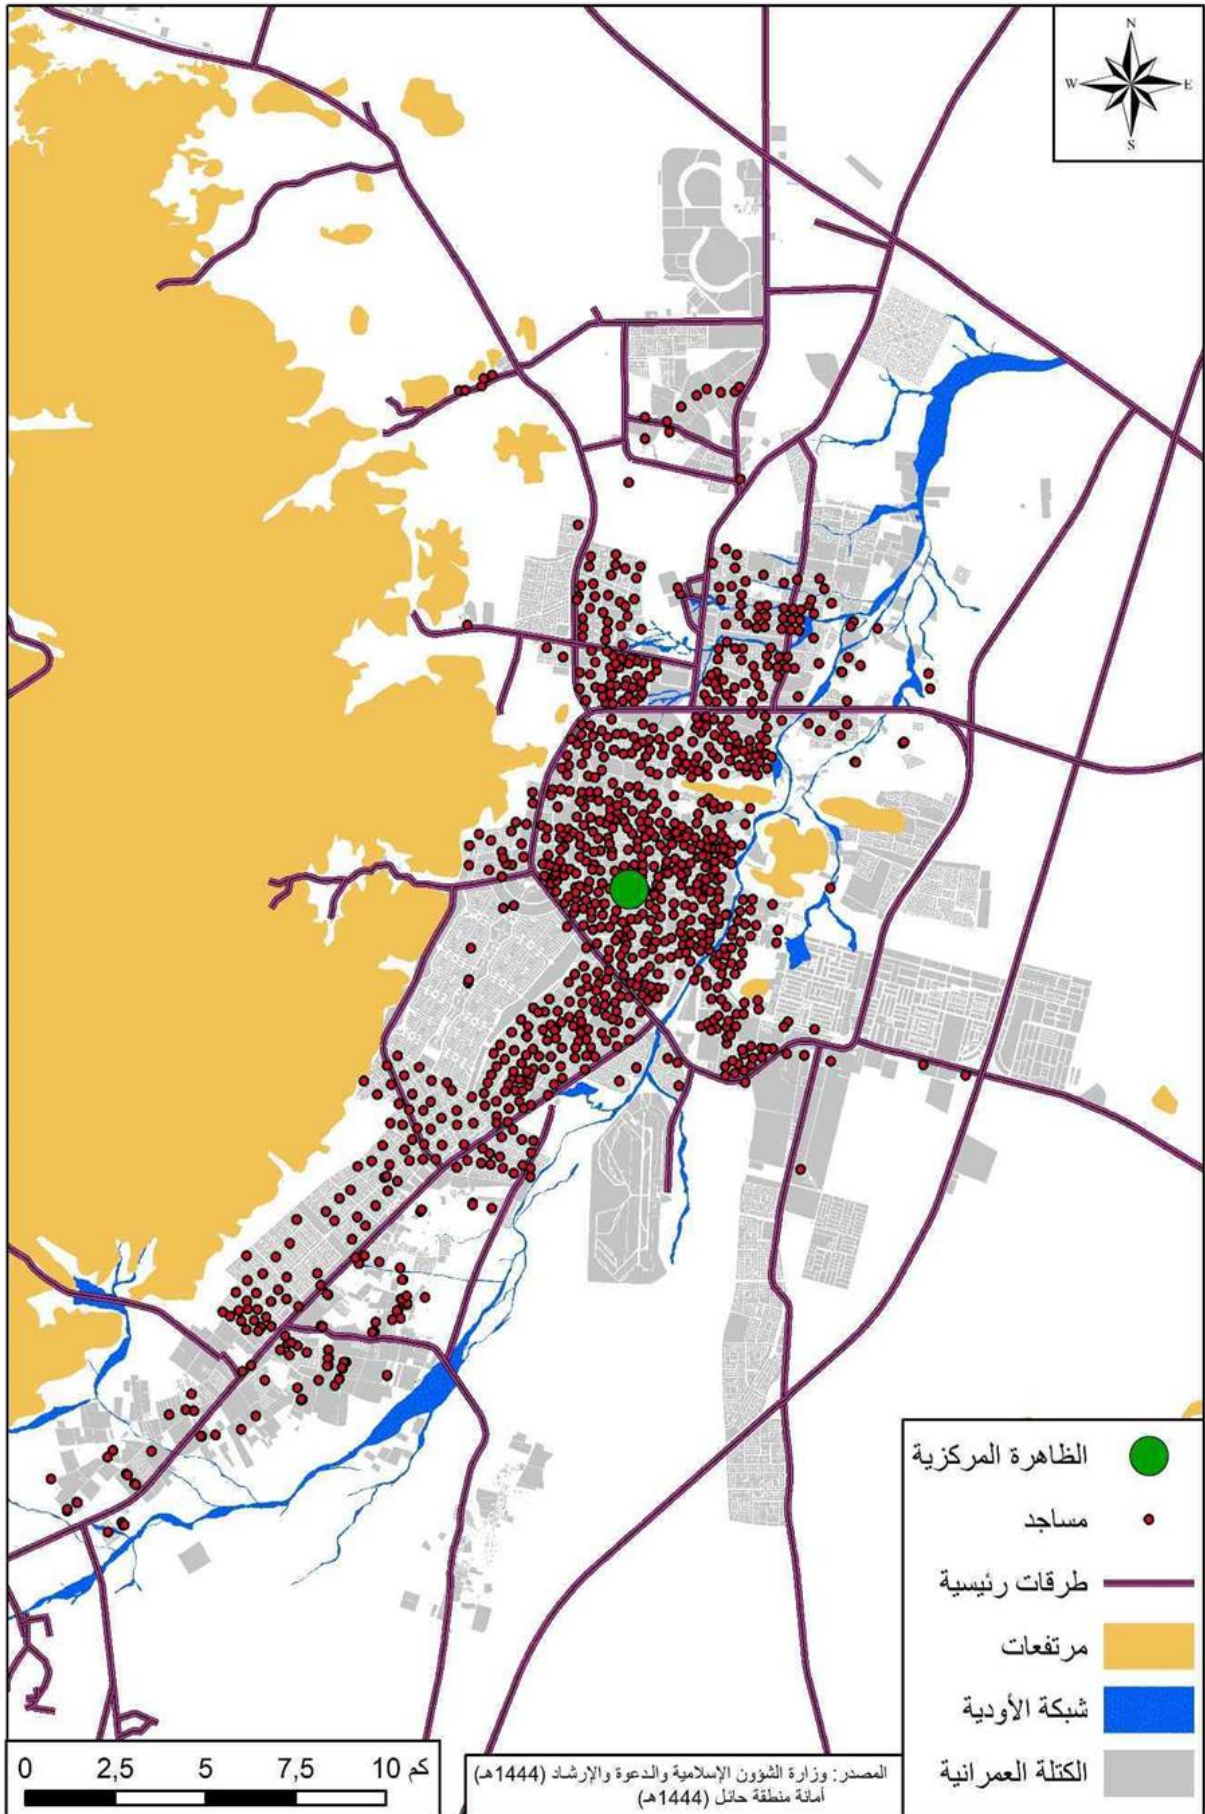 N
W E
S
الظاهرة المركزية
مساجد
طرقات رئيسية
مرتفعات
شبكة الأودية
الكتلة العمرانية
0 2,5 5 7,5 10 كم
المصدر: وزارة الشؤون الإسلامية والدعوة والإرشاد (1444هـ)
أمانة منطقة حائل (1444هـ)